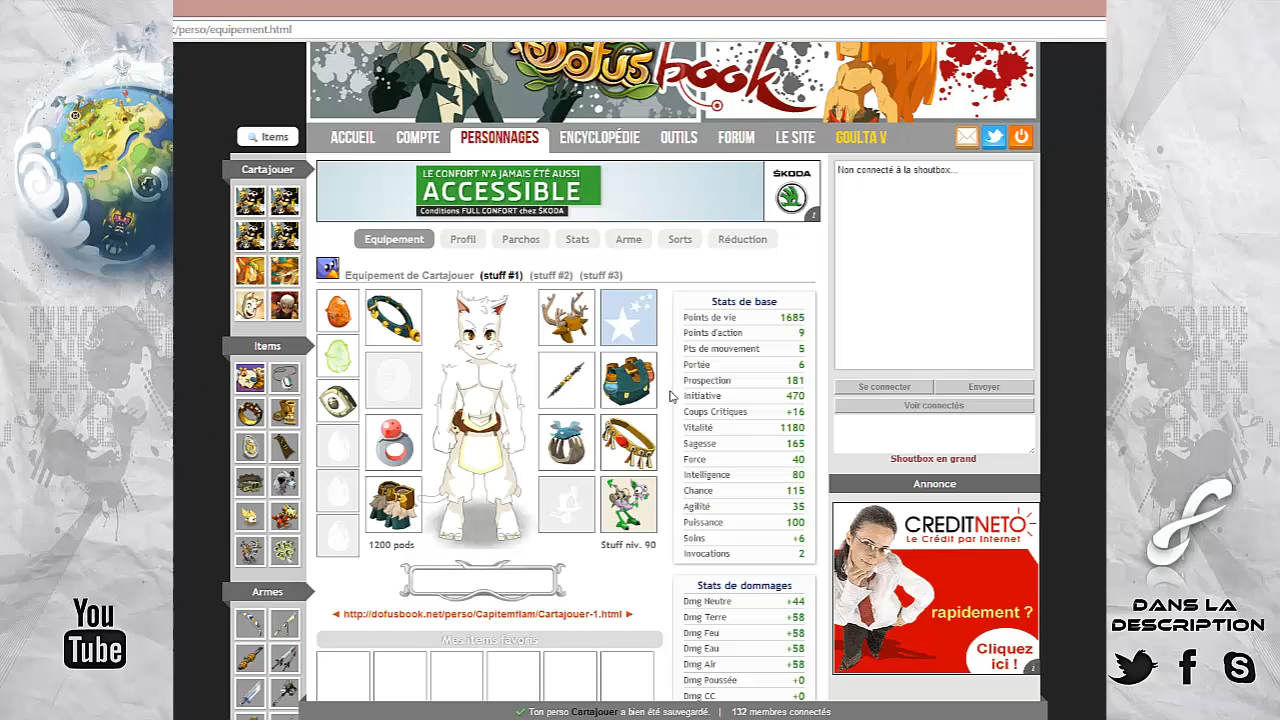 /perso/equipement.html
Dofus book
Items
ACCUEIL COMPTE PERSONNAGES ENCYCLOPÉDIE OUTILS FORUM LE SITE GOULTA V
Cartajouer
LE CONFORT N'A JAMAIS ÉTÉ AUSSI
ACCESSIBLE
Conditions FULL CONFORT chez ŠKODA
ŠKODA
Non connecté à la shoutbox...
Equipement Profil Parchos Stats Arme Sorts Réduction
Equipement de Cartajouer (stuff #1) (stuff #2) (stuff #3)
Stats de base
Points de vie 1685
Points d'action 9
Pts de mouvement 5
Portée 6
Prospection 181
Initiative 470
Coups Critiques +16
Vitalité 1180
Sagesse 165
Force 40
Intelligence 80
Chance 115
Agilité 35
Puissance 100
Soins +6
Invocations 2
Items
Se connecter Envoyer
Voir connectés
Shoutbox en grand
Annonce
CREDITNETO
Le Crédit par Internet
rapidement ?
Cliquez
ici !
1200 pods
Stuff niv. 90
Armes
Stats de dommages
Dmg Neutre +44
Dmg Terre +58
Dmg Feu +58
Dmg Eau +58
Dmg Air +58
Dmg Poussée +0
Dmg CC +0
http://dofusbook.net/perso/Capitemflam/Cartajouer-1.html
Mes items favoris
Ton perso Cartajouer a bien été sauvegardé. | 132 membres connectés
You
Tube
DANS LA
DESCRIPTION